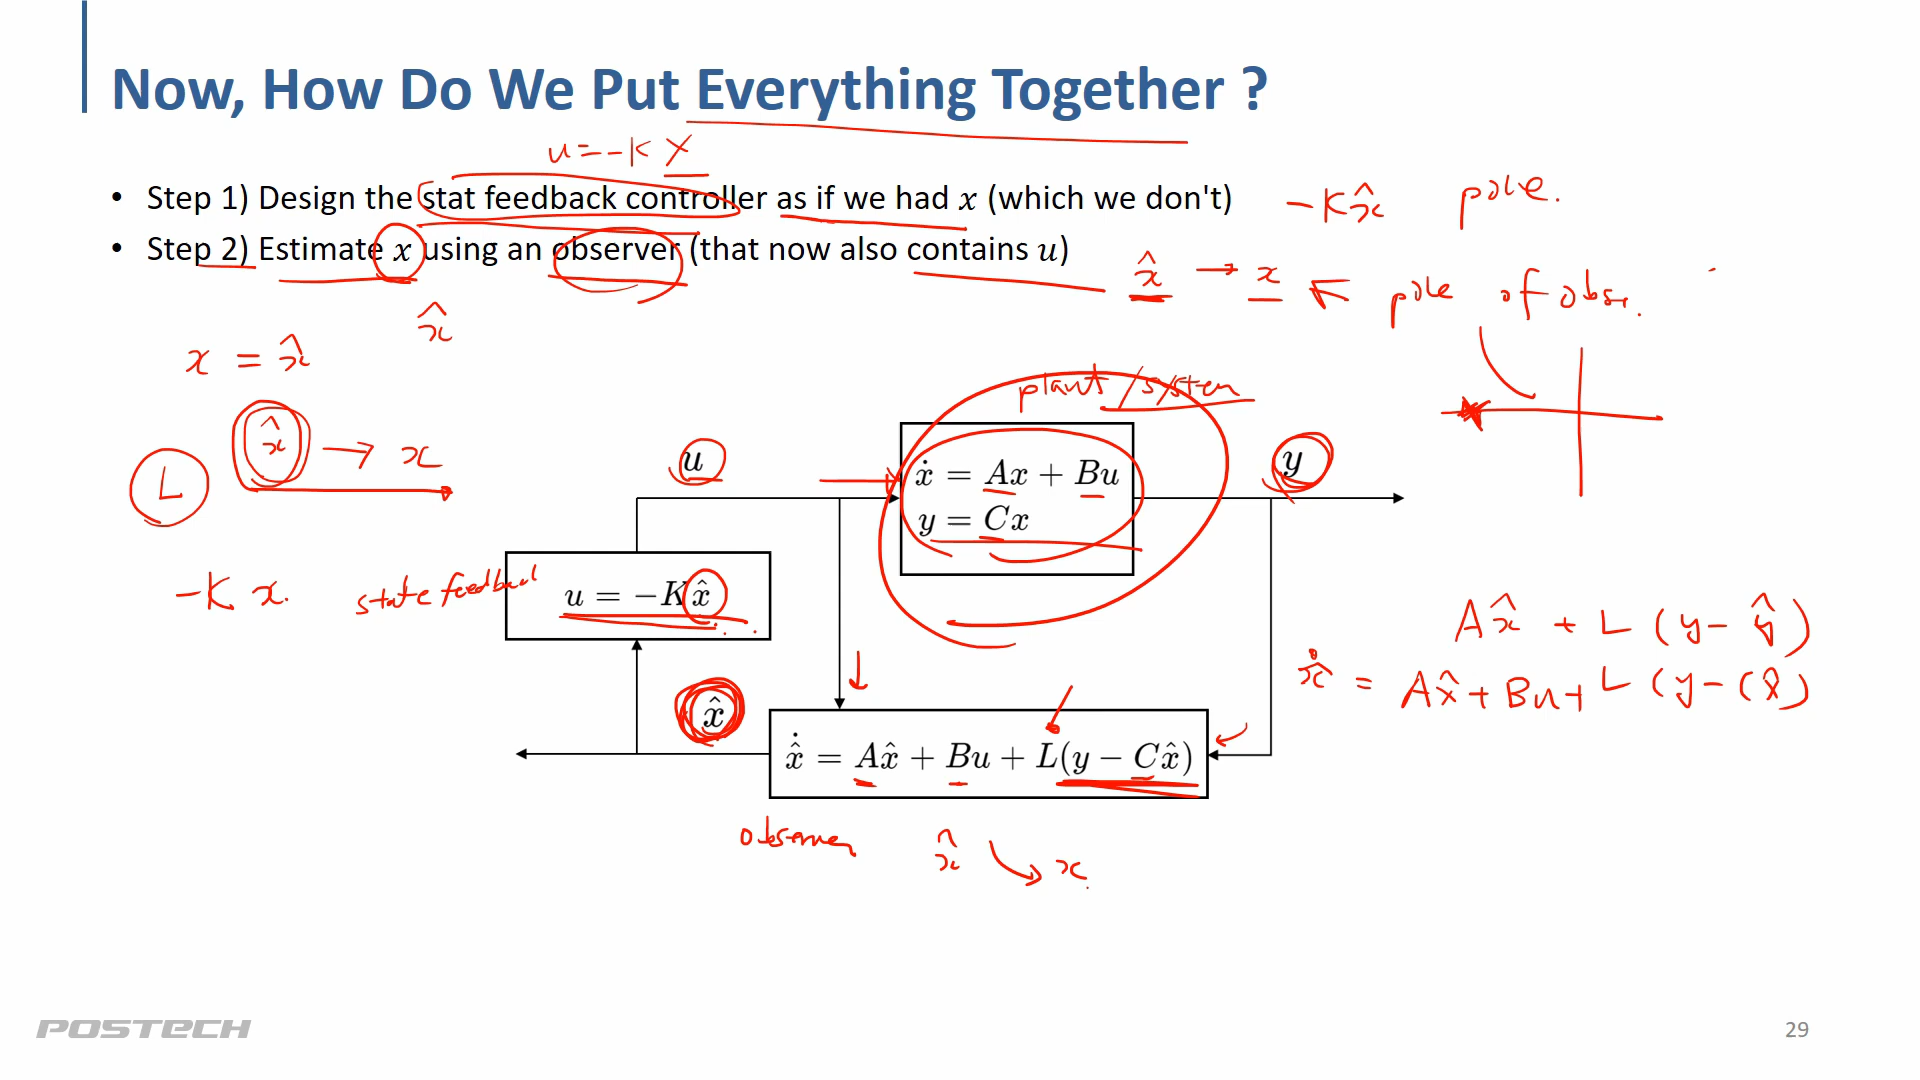 Now, How Do We Put Everything Together ?
u=-Kx
• Step 1) Design the stat feedback controller as if we had x (which we don't)
-Kx̂ pole.
• Step 2) Estimate x using an observer (that now also contains u)
x̂ → x ← pole of obse.
x̂
x = x̂
plant/system
x̂ → x
L
u
ẋ = Ax + Bu
y = Cx
y
-K x.
state feedback
u = −Kx̂
Ax̂ + L (y-ŷ)
x̂̇ = Ax̂+Bu+L(y-Cx̂)
x̂
x̂̇ = Ax̂ + Bu + L(y − Cx̂)
observer
x̂ → x
POSTECH
29